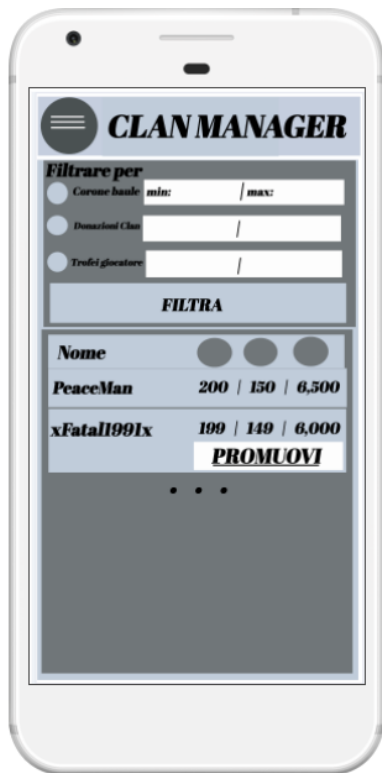 CLAN MANAGER
Filtrare per
Corone baule min: / max:
Donazioni Clan /
Trofei giocatore /
FILTRA
Nome
PeaceMan 200 / 150 / 6,500
xFatal1991x 199 / 149 / 6,000
PROMUOVI
• • •